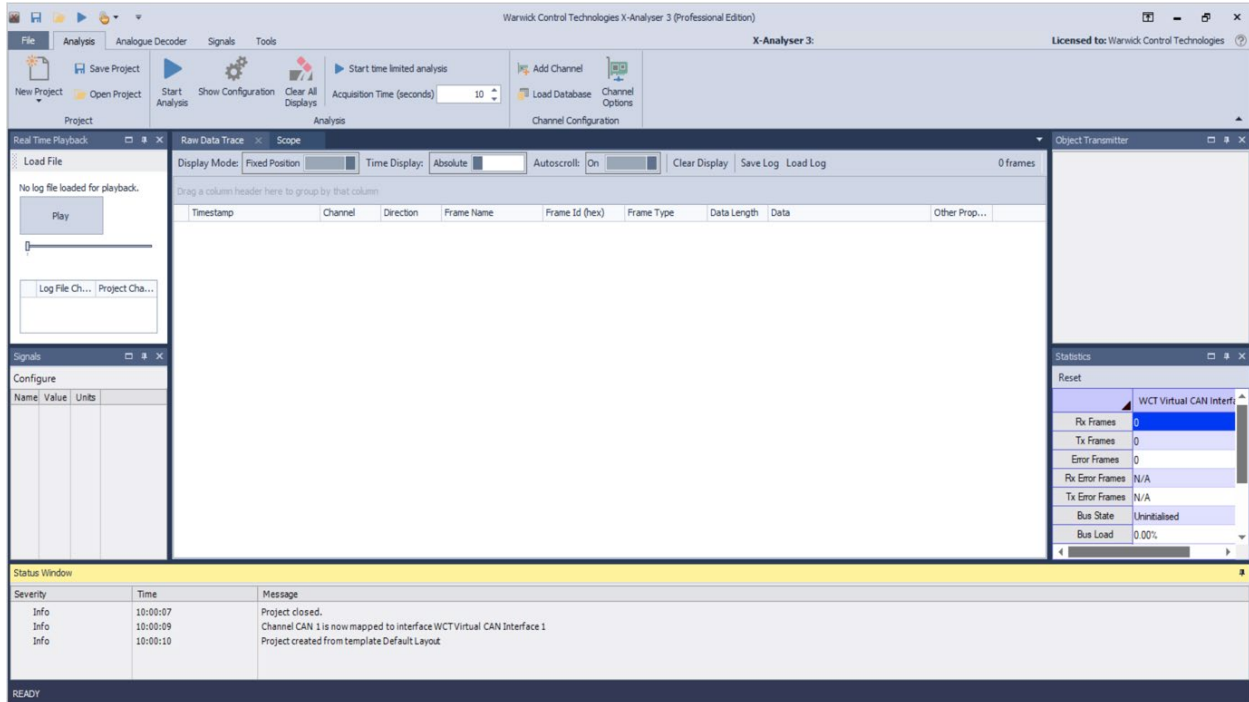 Warwick Control Technologies X-Analyser 3 (Professional Edition)
File Analysis Analogue Decoder Signals Tools
X-Analyser 3:
Licensed to: Warwick Control Technologies
New Project
Save Project
Open Project
Project
Start Analysis
Show Configuration
Clear All Displays
Start time limited analysis
Acquisition Time (seconds) 10
Analysis
Add Channel
Load Database
Channel Options
Channel Configuration
Real Time Playback
Load File
No log file loaded for playback.
Play
Log File Ch... Project Cha...
Raw Data Trace Scope
Display Mode: Fixed Position Time Display: Absolute Autoscroll: On Clear Display Save Log Load Log 0 frames
Drag a column header here to group by that column
Timestamp Channel Direction Frame Name Frame Id (hex) Frame Type Data Length Data Other Prop...
Object Transmitter
Signals
Configure
Name Value Units
Statistics
Reset
WCT Virtual CAN Interfa
Rx Frames 0
Tx Frames 0
Error Frames 0
Rx Error Frames N/A
Tx Error Frames N/A
Bus State Uninitialised
Bus Load 0.00%
Status Window
Severity Time Message
Info 10:00:07 Project closed.
Info 10:00:09 Channel CAN 1 is now mapped to interface WCT Virtual CAN Interface 1
Info 10:00:10 Project created from template Default Layout
READY